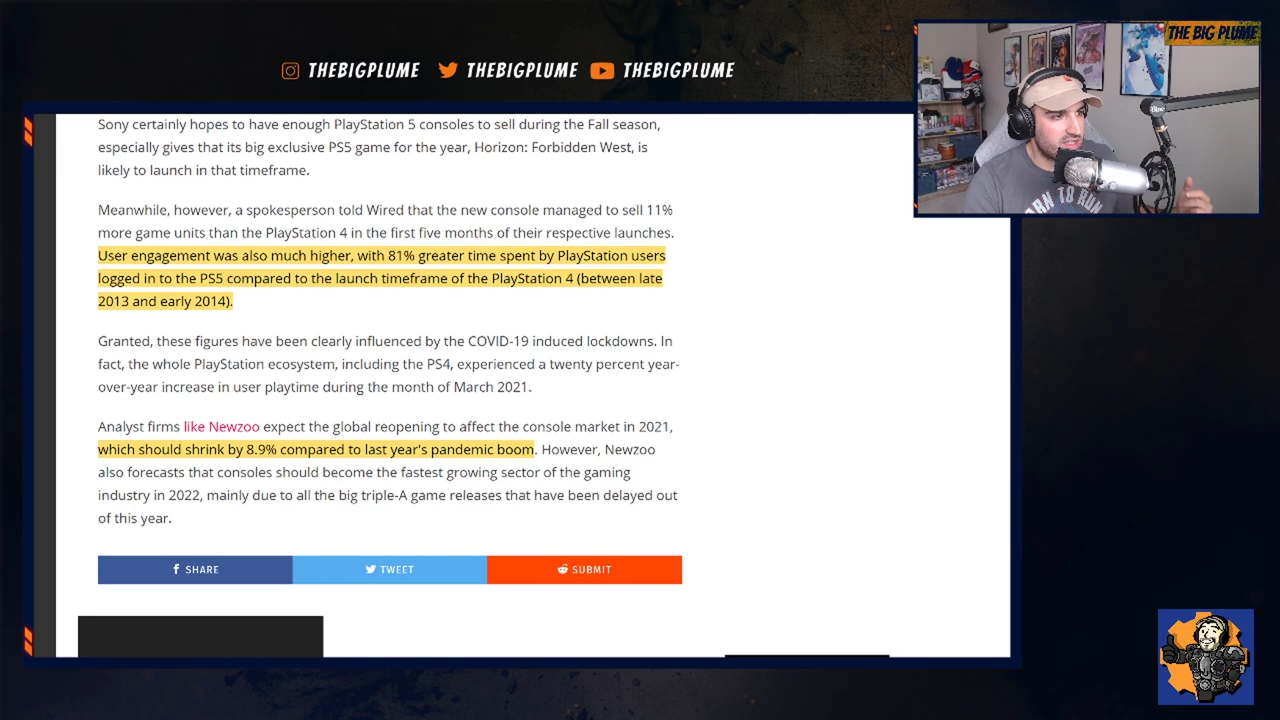 THEBIGPLUME THEBIGPLUME THEBIGPLUME
THE BIG PLUME
Sony certainly hopes to have enough PlayStation 5 consoles to sell during the Fall season,
especially gives that its big exclusive PS5 game for the year, Horizon: Forbidden West, is
likely to launch in that timeframe.
Meanwhile, however, a spokesperson told Wired that the new console managed to sell 11%
more game units than the PlayStation 4 in the first five months of their respective launches.
User engagement was also much higher, with 81% greater time spent by PlayStation users
logged in to the PS5 compared to the launch timeframe of the PlayStation 4 (between late
2013 and early 2014).
Granted, these figures have been clearly influenced by the COVID-19 induced lockdowns. In
fact, the whole PlayStation ecosystem, including the PS4, experienced a twenty percent year-
over-year increase in user playtime during the month of March 2021.
Analyst firms like Newzoo expect the global reopening to affect the console market in 2021,
which should shrink by 8.9% compared to last year's pandemic boom. However, Newzoo
also forecasts that consoles should become the fastest growing sector of the gaming
industry in 2022, mainly due to all the big triple-A game releases that have been delayed out
of this year.
SHARE TWEET SUBMIT